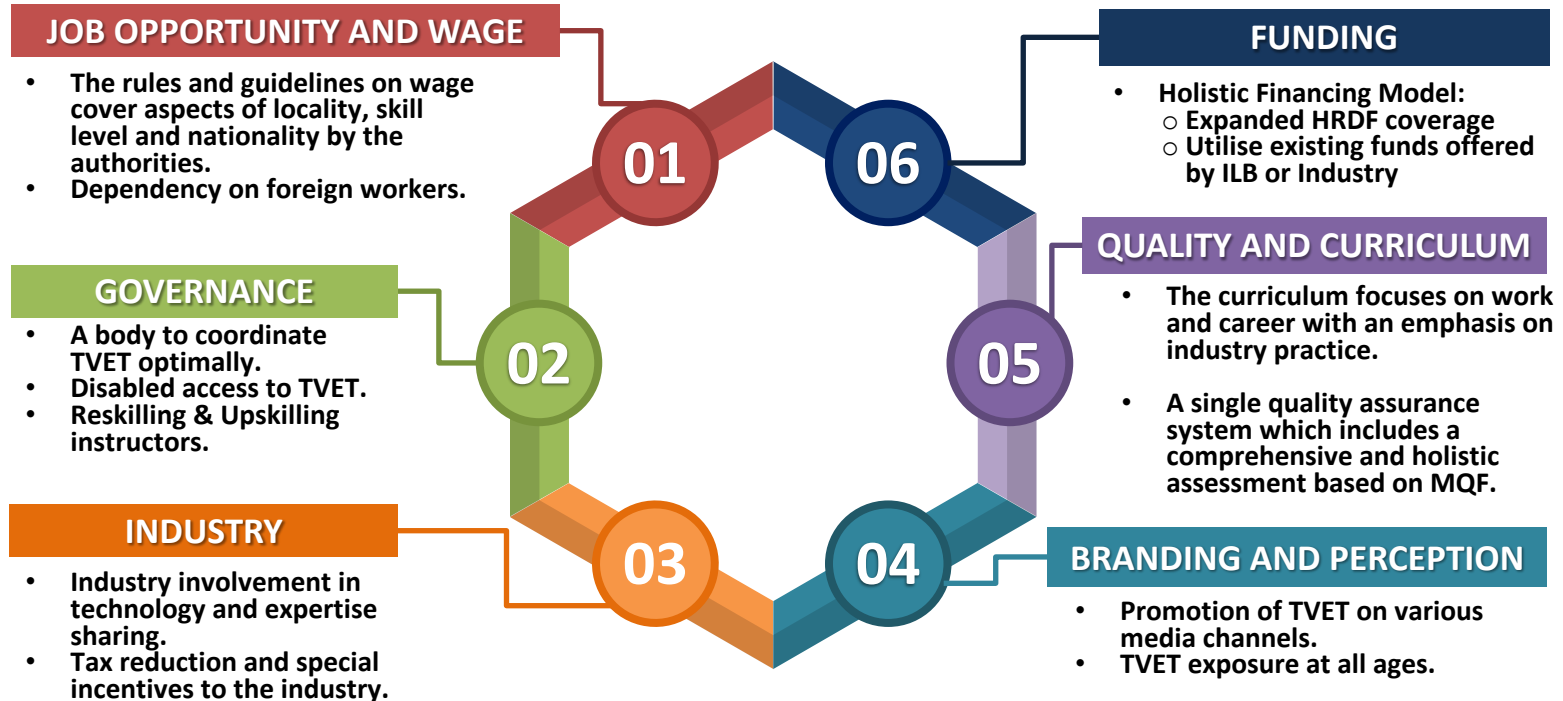 JOB OPPORTUNITY AND WAGE
• The rules and guidelines on wage
cover aspects of locality, skill
level and nationality by the
authorities.
• Dependency on foreign workers.
01
GOVERNANCE
• A body to coordinate
TVET optimally.
• Disabled access to TVET.
• Reskilling & Upskilling
instructors.
02
INDUSTRY
• Industry involvement in
technology and expertise
sharing.
• Tax reduction and special
incentives to the industry.
03
04
BRANDING AND PERCEPTION
• Promotion of TVET on various
media channels.
• TVET exposure at all ages.
05
QUALITY AND CURRICULUM
• The curriculum focuses on work
and career with an emphasis on
industry practice.
• A single quality assurance
system which includes a
comprehensive and holistic
assessment based on MQF.
06
FUNDING
• Holistic Financing Model:
○ Expanded HRDF coverage
○ Utilise existing funds offered
by ILB or Industry